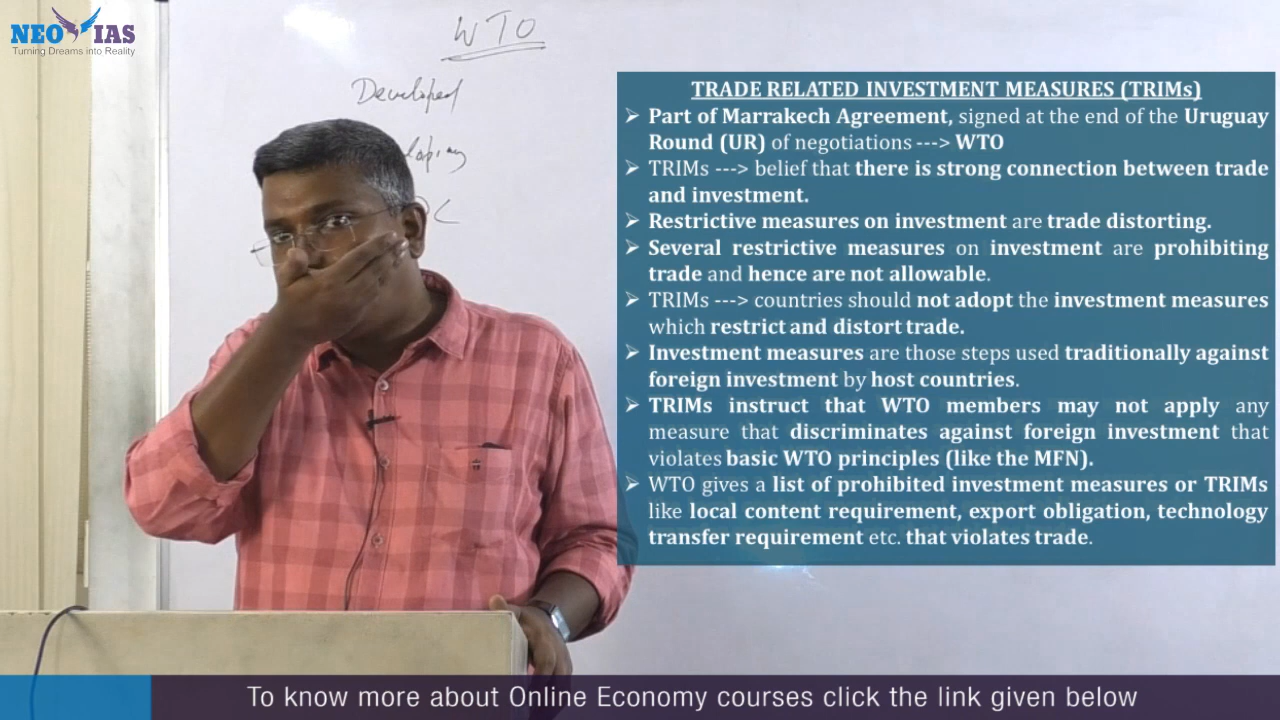 NEO IAS
Turning Dreams into Reality
WTO
Developed
TRADE RELATED INVESTMENT MEASURES (TRIMs)
➢ Part of Marrakech Agreement, signed at the end of the Uruguay
Round (UR) of negotiations ---> WTO
➢ TRIMs ---> belief that there is strong connection between trade
and investment.
➢ Restrictive measures on investment are trade distorting.
➢ Several restrictive measures on investment are prohibiting
trade and hence are not allowable.
➢ TRIMs ---> countries should not adopt the investment measures
which restrict and distort trade.
➢ Investment measures are those steps used traditionally against
foreign investment by host countries.
➢ TRIMs instruct that WTO members may not apply any
measure that discriminates against foreign investment that
violates basic WTO principles (like the MFN).
➢ WTO gives a list of prohibited investment measures or TRIMs
like local content requirement, export obligation, technology
transfer requirement etc. that violates trade.
To know more about Online Economy courses click the link given below